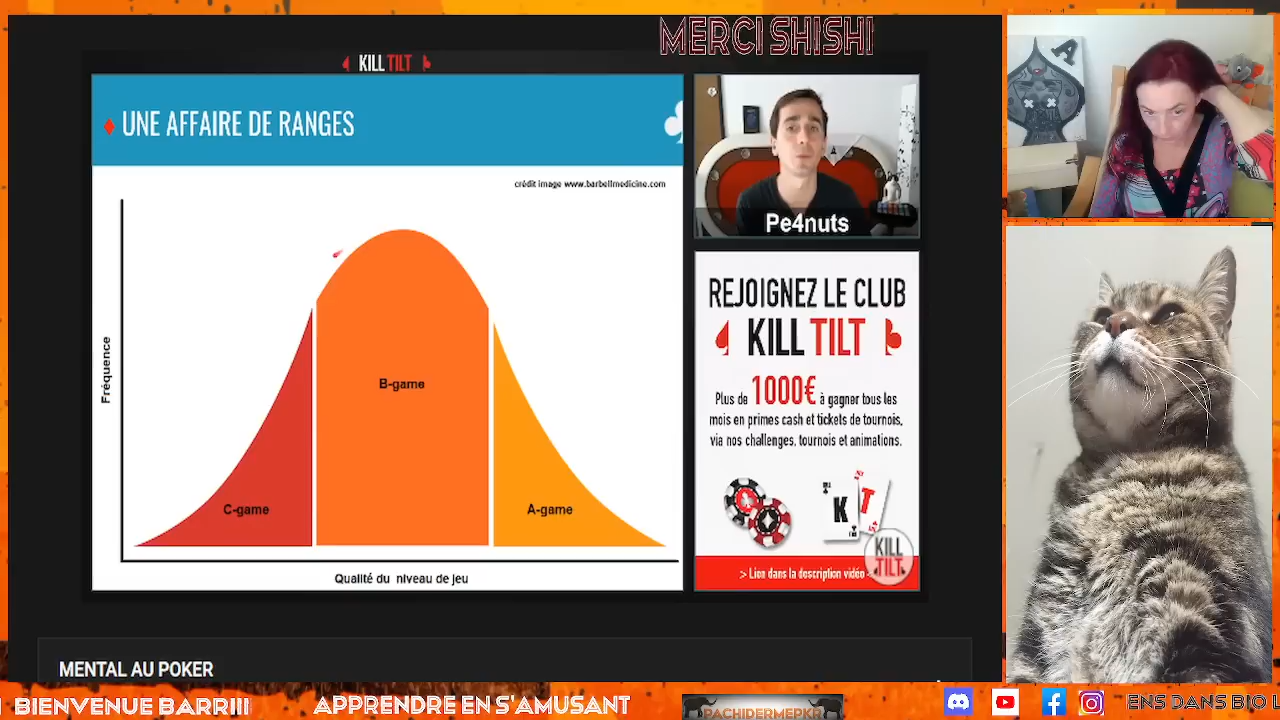 MERCI SHISHI
KILL TILT
UNE AFFAIRE DE RANGES
crédit image www.barbellmedicine.com
Fréquence
B-game
C-game
A-game
Qualité du niveau de jeu
Pe4nuts
REJOIGNEZ LE CLUB
KILL TILT
Plus de 1000€ à gagner tous les
mois en primes cash et tickets de tournois,
via nos challenges, tournois et animations.
K
T
KILL
TILT
> Lien dans la description vidéo
A
MENTAL AU POKER
BIENVENUE BARRIII
APPRENDRE EN S'AMUSANT
PACHIDERMEPKR
ENS DANS BIO L